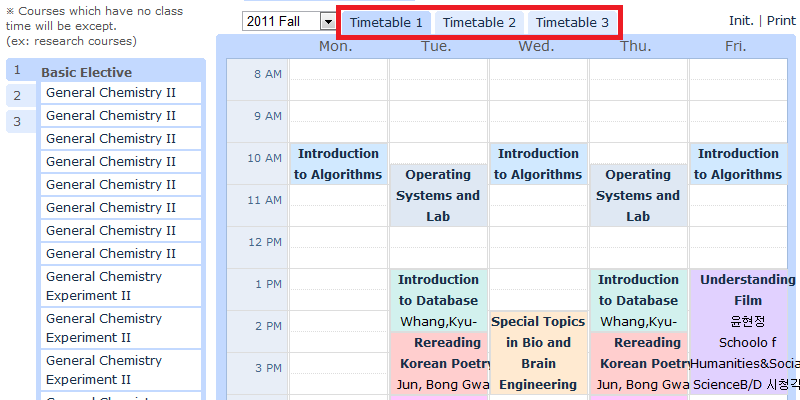 ※ Courses which have no class
time will be except.
(ex: research courses)
2011 Fall
Timetable 1
Timetable 2
Timetable 3
Init. | Print
1
2
3
Basic Elective
General Chemistry II
General Chemistry II
General Chemistry II
General Chemistry II
General Chemistry II
General Chemistry II
General Chemistry II
General Chemistry II
General Chemistry
Experiment II
General Chemistry
Experiment II
General Chemistry
Experiment II
Mon.
Tue.
Wed.
Thu.
Fri.
8 AM
9 AM
10 AM
11 AM
12 PM
1 PM
2 PM
3 PM
Introduction
to Algorithms
Operating
Systems and
Lab
Introduction
to Database
Whang,Kyu-
Rereading
Korean Poetry
Jun, Bong Gwa
Introduction
to Algorithms
Special Topics
in Bio and
Brain
Engineering
Operating
Systems and
Lab
Introduction
to Database
Whang,Kyu-
Rereading
Korean Poetry
Jun, Bong Gwa
Introduction
to Algorithms
Understanding
Film
윤현정
Schoolo f
Humanities&Socia
ScienceB/D 시청각